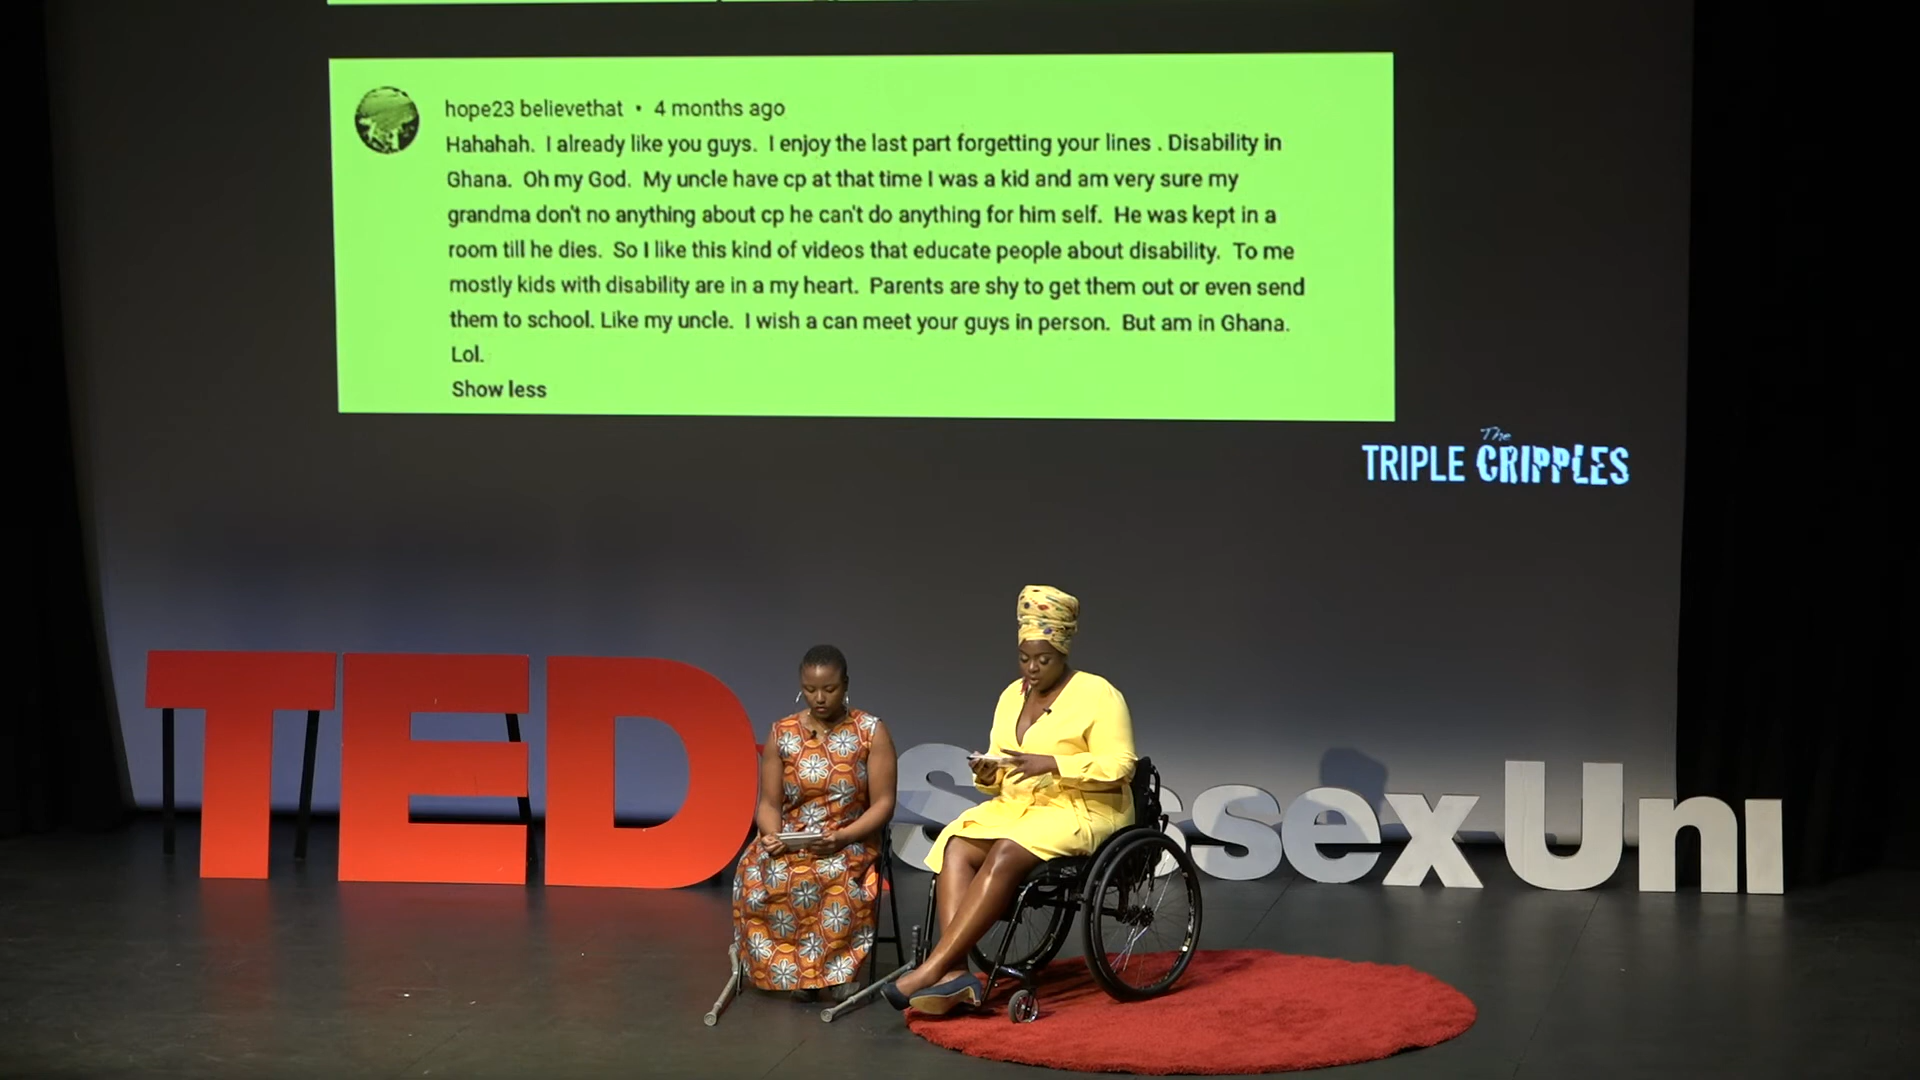 hope23 believethat • 4 months ago
Hahahah. I already like you guys. I enjoy the last part forgetting your lines . Disability in
Ghana. Oh my God. My uncle have cp at that time I was a kid and am very sure my
grandma don't no anything about cp he can't do anything for him self. He was kept in a
room till he dies. So I like this kind of videos that educate people about disability. To me
mostly kids with disability are in a my heart. Parents are shy to get them out or even send
them to school. Like my uncle. I wish a can meet your guys in person. But am in Ghana.
Lol.
Show less
The
TRIPLE CRIPPLES
TED SussexUni